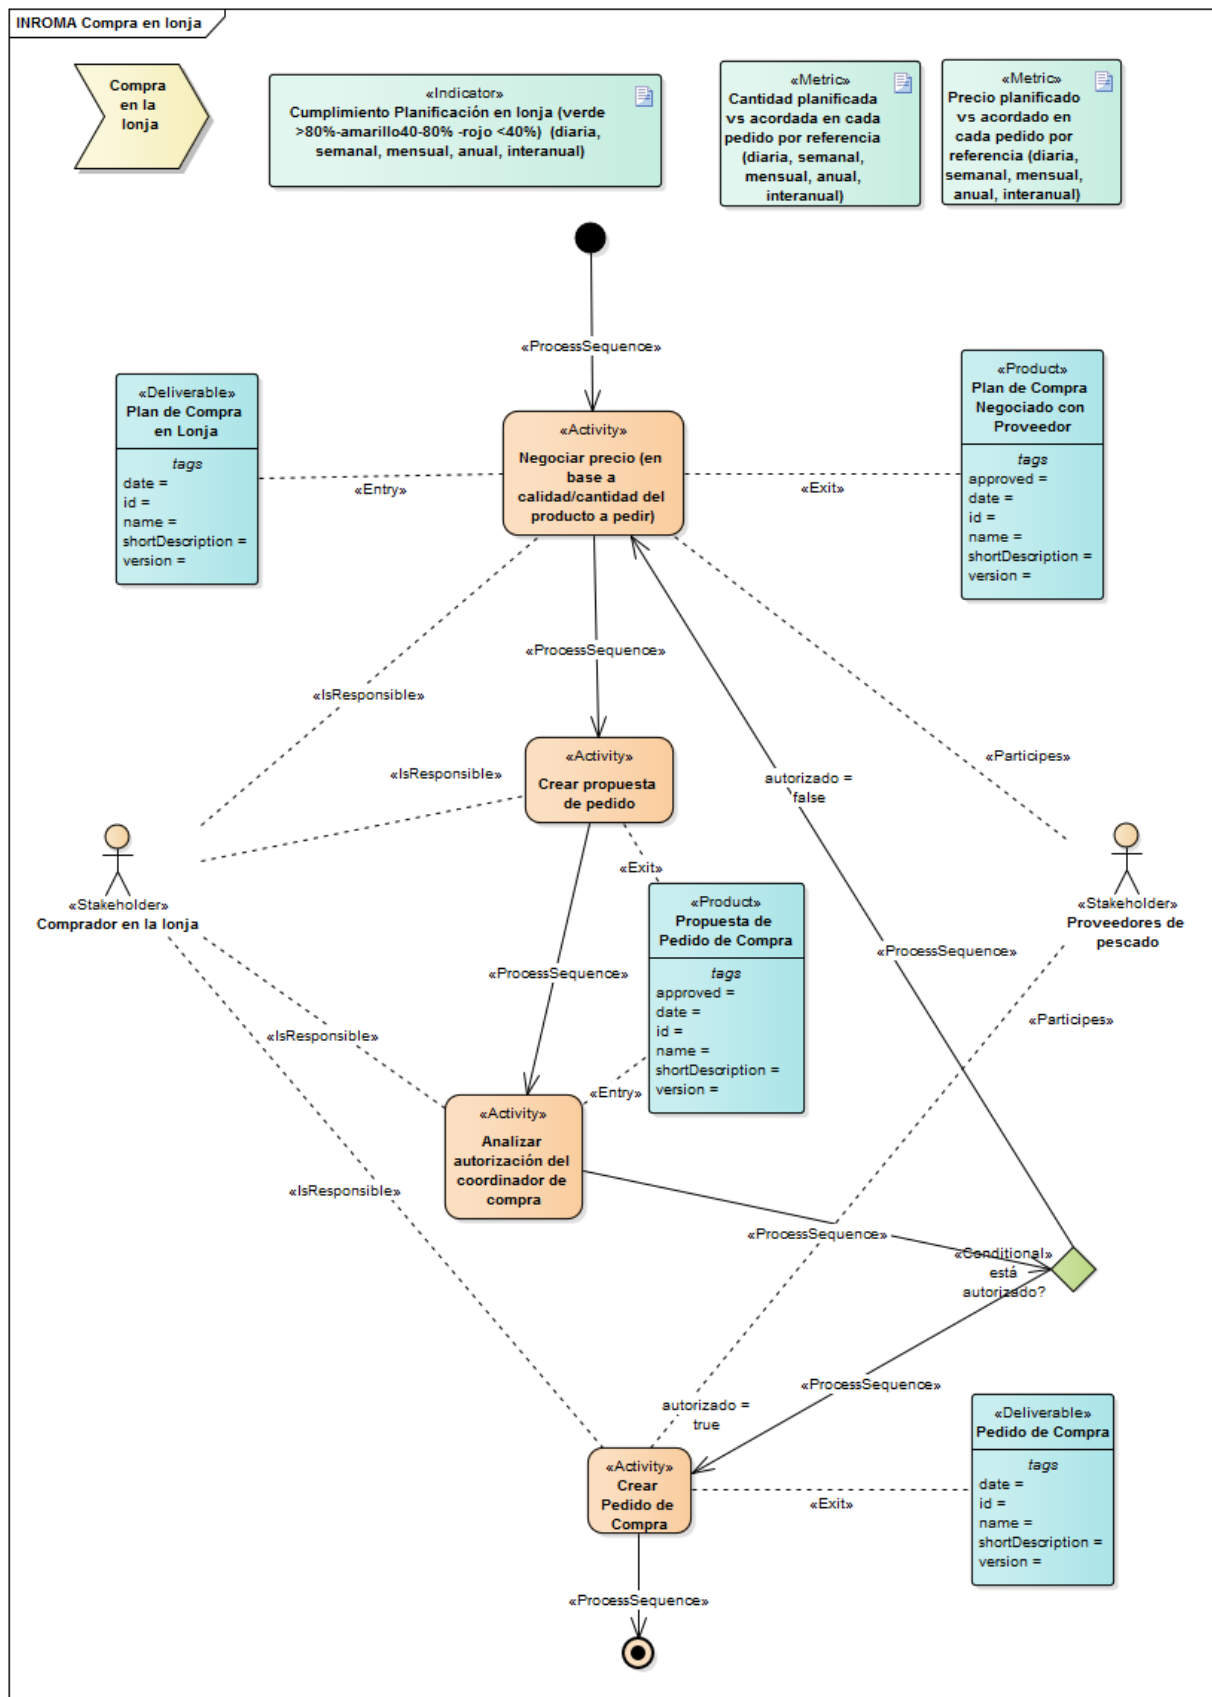 INROMA Compra en lonja
Compra
en la
lonja
«Indicator»
Cumplimiento Planificación en lonja (verde
>80%-amarillo40-80% -rojo <40%) (diaria,
semanal, mensual, anual, interanual)
«Metric»
Cantidad planificada
vs acordada en cada
pedido por referencia
(diaria, semanal,
mensual, anual,
interanual)
«Metric»
Precio planificado
vs acordado en
cada pedido por
referencia (diaria,
semanal, mensual,
anual, interanual)
«ProcessSequence»
«Deliverable»
Plan de Compra
en Lonja
tags
date =
id =
name =
shortDescription =
version =
«Entry»
«Activity»
Negociar precio (en
base a
calidad/cantidad del
producto a pedir)
«Exit»
«Product»
Plan de Compra
Negociado con
Proveedor
tags
approved =
date =
id =
name =
shortDescription =
version =
«ProcessSequence»
«IsResponsible»
«Participes»
«IsResponsible»
«Activity»
Crear propuesta
de pedido
autorizado =
false
«Exit»
«Stakeholder»
Comprador en la lonja
«Product»
Propuesta de
Pedido de Compra
tags
approved =
date =
id =
name =
shortDescription =
version =
«Stakeholder»
Proveedores de
pescado
«ProcessSequence»
«ProcessSequence»
«Participes»
«IsResponsible»
«Entry»
«Activity»
Analizar
autorización del
coordinador de
compra
«IsResponsible»
«ProcessSequence»
«Conditional»
está
autorizado?
«ProcessSequence»
autorizado =
true
«Activity»
Crear
Pedido de
Compra
«Exit»
«Deliverable»
Pedido de Compra
tags
date =
id =
name =
shortDescription =
version =
«ProcessSequence»